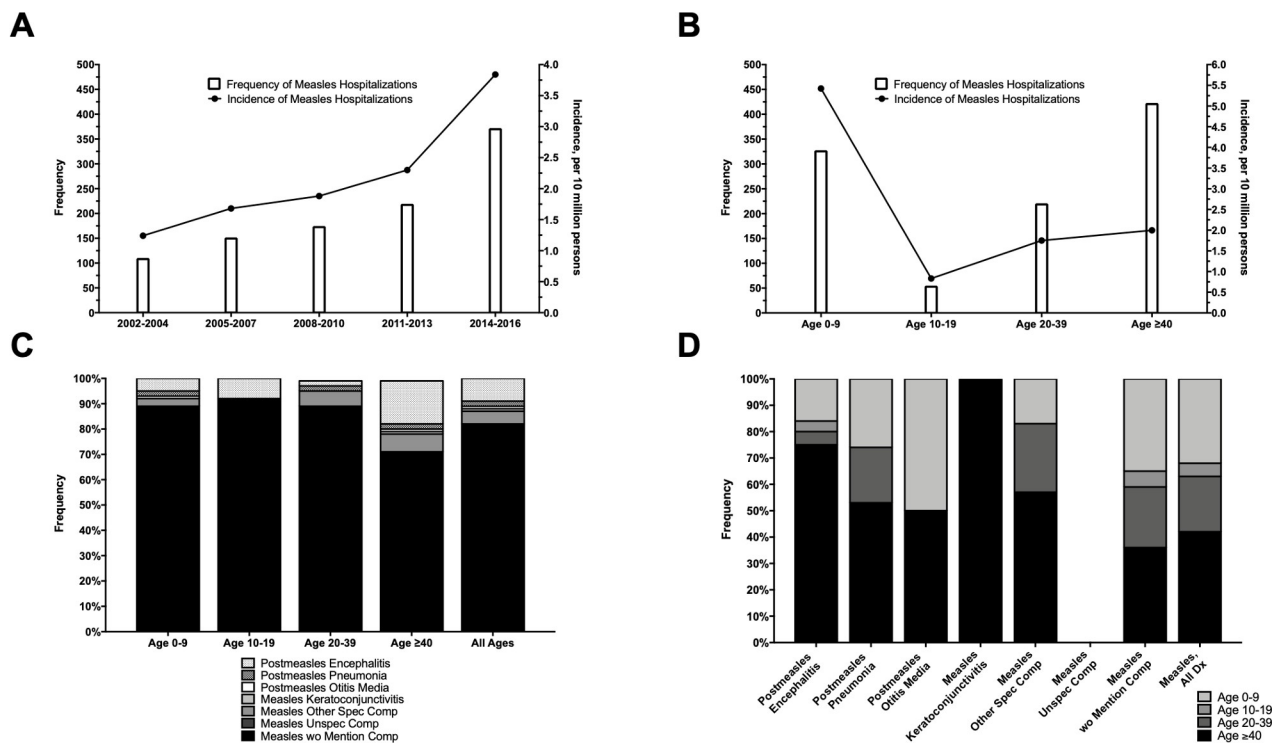 A
500
450
400
350
300
250
200
150
100
50
0
Frequency
Frequency of Measles Hospitalizations
Incidence of Measles Hospitalizations
4.0
3.5
3.0
2.5
2.0
1.5
1.0
0.5
0.0
Incidence, per 10 million persons
2002-2004 2005-2007 2008-2010 2011-2013 2014-2016
B
500
450
400
350
300
250
200
150
100
50
0
Frequency
Frequency of Measles Hospitalizations
Incidence of Measles Hospitalizations
6.0
5.5
5.0
4.5
4.0
3.5
3.0
2.5
2.0
1.5
1.0
0.5
0.0
Incidence, per 10 million persons
Age 0-9 Age 10-19 Age 20-39 Age ≥40
C
100%
90%
80%
70%
60%
50%
40%
30%
20%
10%
0%
Frequency
Age 0-9 Age 10-19 Age 20-39 Age ≥40 All Ages
Postmeasles Encephalitis
Postmeasles Pneumonia
Postmeasles Otitis Media
Measles Keratoconjunctivitis
Measles Other Spec Comp
Measles Unspec Comp
Measles wo Mention Comp
D
100%
90%
80%
70%
60%
50%
40%
30%
20%
10%
0%
Frequency
Postmeasles
Encephalitis
Postmeasles
Pneumonia
Postmeasles
Otitis Media
Measles
Keratoconjunctivitis
Measles
Other Spec Comp
Measles
Unspec Comp
Measles
wo Mention Comp
Measles,
All Dx
Age 0-9
Age 10-19
Age 20-39
Age ≥40